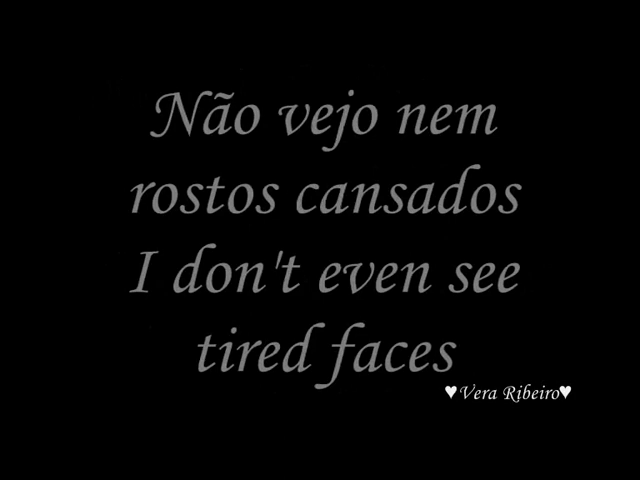 Não vejo nem
rostos cansados
I don't even see
tired faces
♥Vera Ribeiro♥